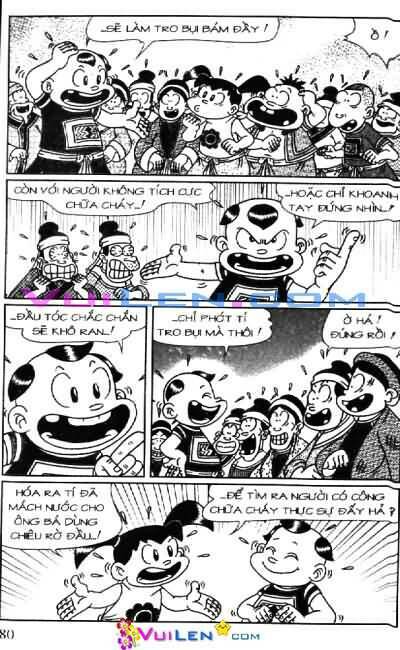 ...SẼ LÀM TRO BỤI BÁM ĐẦY!
Ồ!
CÒN VỚI NGƯỜI KHÔNG TÍCH CỰC
CHỮA CHÁY...!
...HOẶC CHỈ KHOANH
TAY ĐỨNG NHÌN...!
...ĐẦU TÓC CHẮC CHẮN
SẼ KHÔ RAN...!
...CHỈ PHỚT TÍ
TRO BỤI MÀ THÔI!
Ờ HÁ!
ĐÚNG RỒI!
VUILEN.COM
HÓA RA TÍ ĐÃ
MÁCH NƯỚC CHO
ÔNG BÁ DÙNG
CHIÊU RỜ ĐẦU...
...ĐỂ TÌM RA NGƯỜI CÓ CÔNG
CHỮA CHÁY THỰC SỰ ĐẤY HẢ?
80
VUILEN.COM